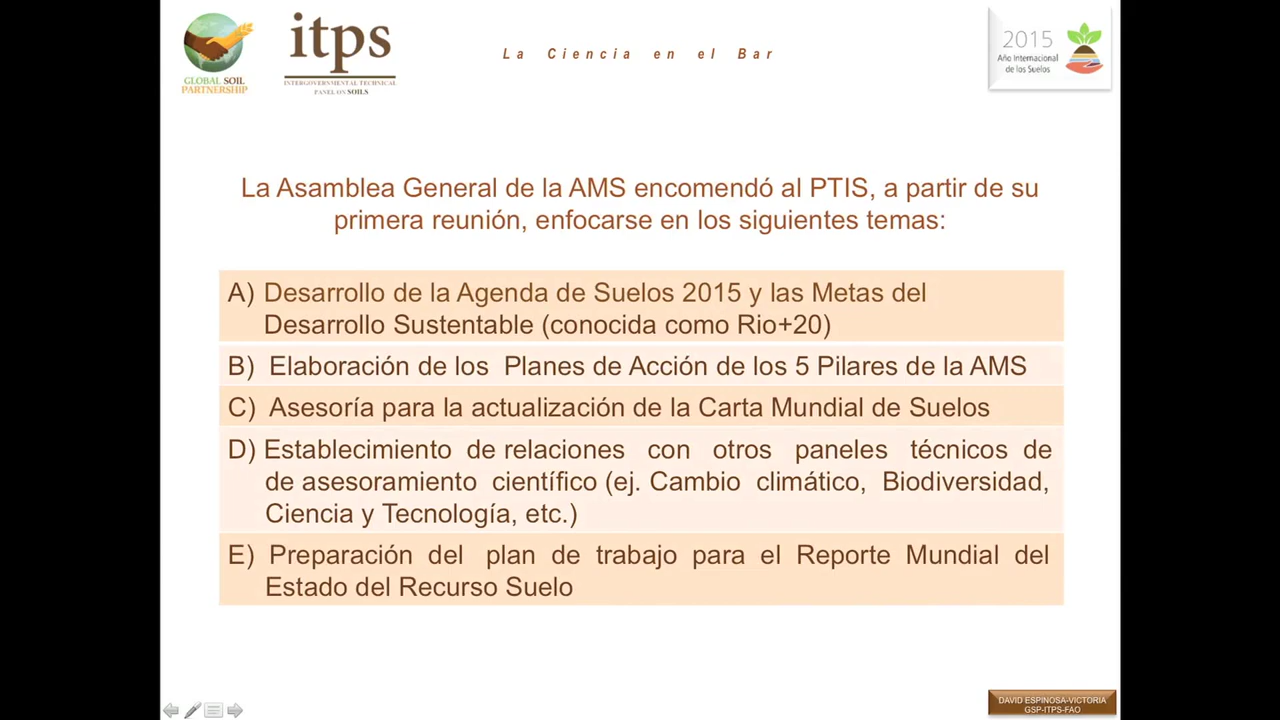 GLOBAL SOIL
PARTNERSHIP
itps
INTERGOVERNMENTAL TECHNICAL
PANEL ON SOILS
La Ciencia en el Bar
2015
Año Internacional
de los Suelos
La Asamblea General de la AMS encomendó al PTIS, a partir de su
primera reunión, enfocarse en los siguientes temas:
A) Desarrollo de la Agenda de Suelos 2015 y las Metas del
Desarrollo Sustentable (conocida como Rio+20)
B) Elaboración de los Planes de Acción de los 5 Pilares de la AMS
C) Asesoría para la actualización de la Carta Mundial de Suelos
D) Establecimiento de relaciones con otros paneles técnicos de
de asesoramiento científico (ej. Cambio climático, Biodiversidad,
Ciencia y Tecnología, etc.)
E) Preparación del plan de trabajo para el Reporte Mundial del
Estado del Recurso Suelo
DAVID ESPINOSA-VICTORIA
GSP-ITPS-FAO